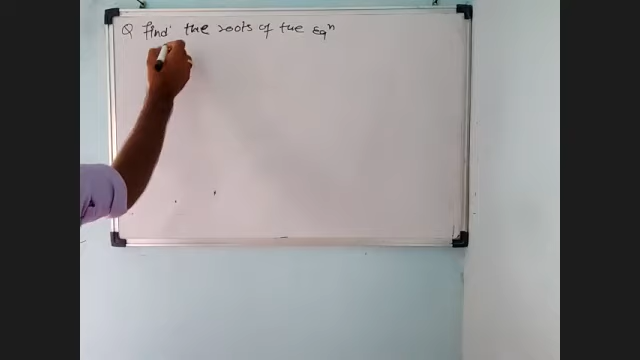 Q find the roots of the Eqⁿ